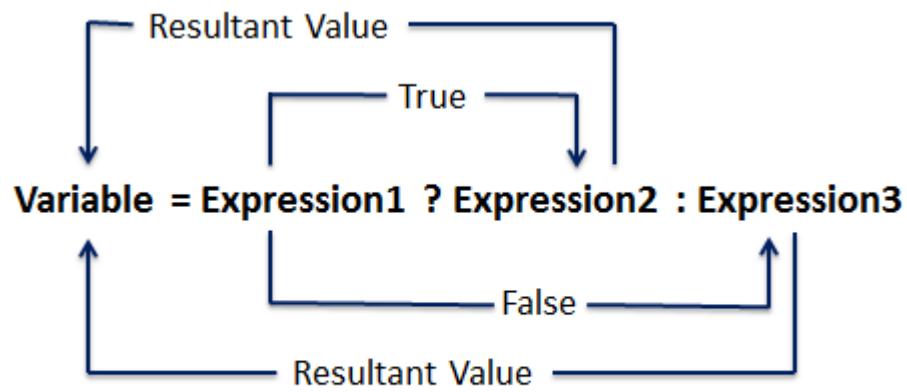 Resultant Value
True
Variable = Expression1 ? Expression2 : Expression3
False
Resultant Value